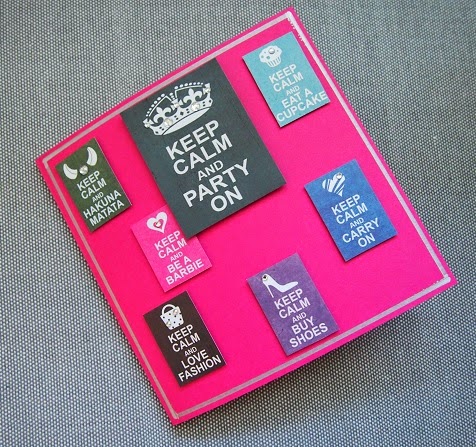 KEEP
CALM
AND
PARTY
ON
KEEP
CALM
AND
EAT A
CUPCAKE
KEEP
CALM
AND
HAKUNA
MATATA
KEEP
CALM
AND
BE A
BARBIE
KEEP
CALM
AND
CARRY
ON
KEEP
CALM
AND
LOVE
FASHION
KEEP
CALM
AND
BUY
SHOES